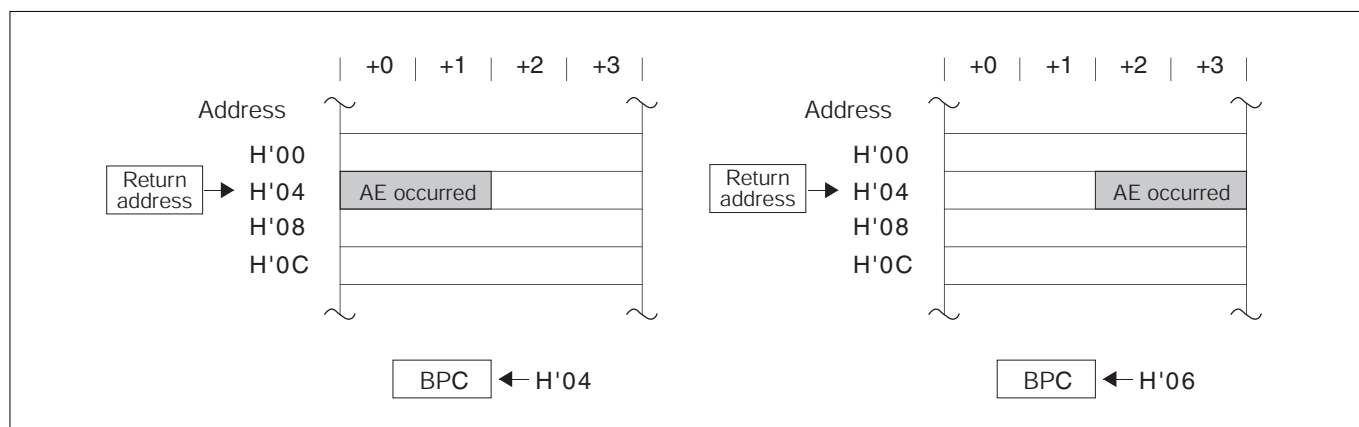 +0 +1 +2 +3
Address
H'00
Return
address
H'04
AE occurred
H'08
H'0C
BPC
H'04
+0 +1 +2 +3
Address
H'00
Return
address
H'04
AE occurred
H'08
H'0C
BPC
H'06